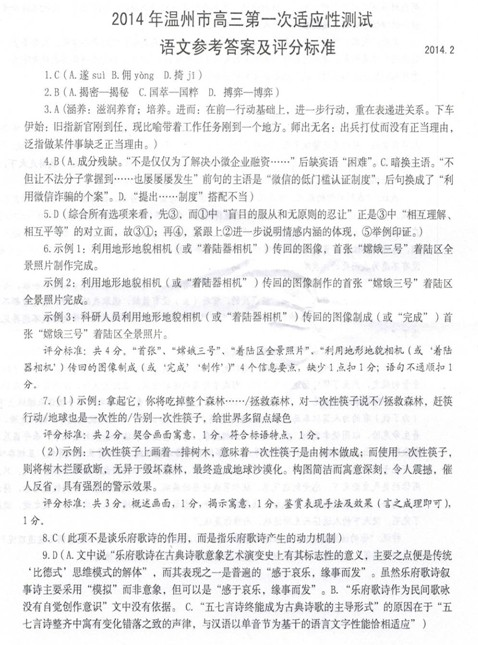 2014年温州市高三第一次适应性测试
语文参考答案及评分标准 2014.2
1.C(A.遂suì B.佣yòng D.掎jǐ)
2.B(A.揭密—揭秘 C.国萃—国粹 D.搏弈—博弈)
3.A(涵养：滋润养育；培养。进而：在前一行动基础上，进一步行动，重在表递进关系。下车
伊始：旧指新官刚到任，现比喻带着工作任务刚到一个地方。师出无名：出兵打仗而没有正当理由，
泛指做某件事缺乏正当理由。)
4.B(A.成分残缺。“不是仅仅为了解决小微企业融资……”后缺宾语“困难”。C.暗换主语。“不
但让不法分子掌握到……也屡屡屡发生”前句的主语是“微信的低门槛认证制度”，后句换成了“利
用微信诈骗的个案”。D.“提出……制度”搭配不当)
5.D(综合所有选项来看，先③，而①中“盲目的服从和无原则的忍让”正是③中“相互理解、
相互平等”的对立面，故③①；再④，紧跟上②进一步说明情感内涵的体现，⑤举例印证。)
6.示例1：利用地形地貌相机(或“着陆器相机”)传回的图像，首张“嫦娥三号”着陆区全
景照片制作完成。
示例2：利用地形地貌相机(或“着陆器相机”)传回的图像制作的首张“嫦娥三号”着陆区
全景照片完成。
示例3：科研人员利用地形地貌相机(或“着陆器相机”)传回的图像制成(或“完成”)首
张“嫦娥三号”着陆区全景照片。
评分标准：共4分。“首张”、“嫦娥三号”、“着陆区全景照片”、“利用地形地貌相机(或‘着陆
器相机’)传回的图像制成(或‘完成’‘制作’)”4个信息要点，缺少1点扣1分；语句不通顺扣1
分。
7.(1)示例：拿起它，你将吃掉整个森林……/拯救森林，对一次性筷子说不/拯救森林，赶筷
行动/地球也是一次性的/告别一次性筷子，给世界多留点绿色
评分标准：共2分。契合画面寓意，1分，符合标语特点，1分。
(2)示例：一次性筷子上画着一排树木，意味着一次性筷子是由树木做成；而使用一次性筷子，
则将树木拦腰砍断，无异于毁坏森林，最终造成地球沙漠化。构图简洁而寓意深刻，令人震撼，催
人反省，具有强烈的警示效果。
评分标准：共3分。概述画面，1分，揭示寓意，1分，鉴赏表现手法及效果(言之成理即可)，
1分。
8.C(此项不是谈乐府歌诗的作用，而是指乐府歌诗产生的动力机制)
9.D(A.文中说“乐府歌诗在古典诗歌意象艺术演变史上有其标志性的意义，主要之点便是传统
‘比德式’思维模式的解体”，而其表现之一是普遍的“感于哀乐，缘事而发”。虽然乐府歌诗叙
事诗主要采用“模拟”而非意象，但可以是“感于哀乐，缘事而发”。B.“乐府歌诗作为民间歌咏
没有自觉创作意识”文中没有依据。 C.“五七言诗终能成为古典诗歌的主导形式”的原因在于“五
七言诗整齐中寓有变化错落之致的声律，与汉语以单音节为基干的语言文字性能恰相适应”)